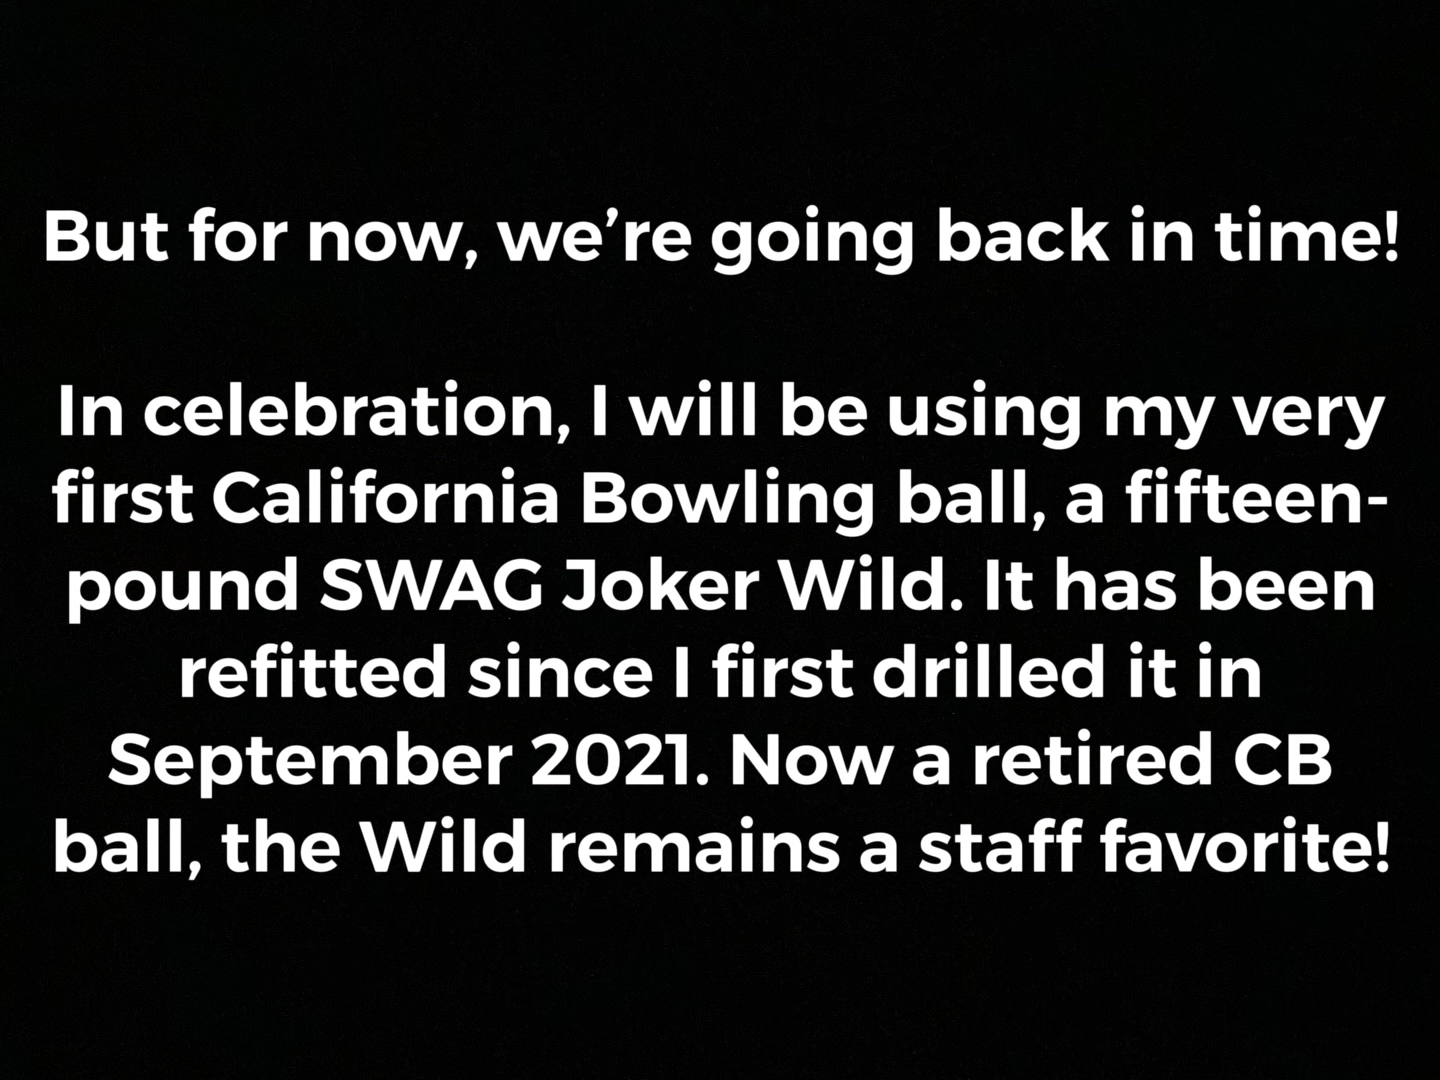 But for now, we’re going back in time!
In celebration, I will be using my very
first California Bowling ball, a fifteen-
pound SWAG Joker Wild. It has been
refitted since I first drilled it in
September 2021. Now a retired CB
ball, the Wild remains a staff favorite!